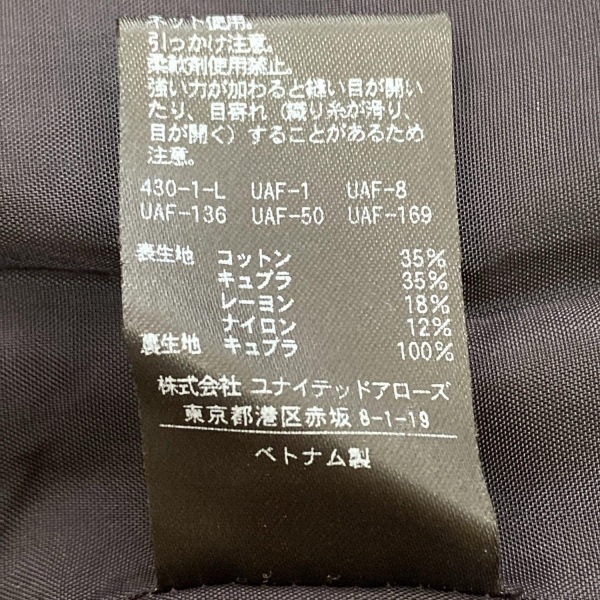 ネット使用。
引っかけ注意。
柔軟剤使用禁止。
強い力が加わると縫い目が開い
たり、目寄れ（織り糸が滑り、
目が開く）することがあるため
注意。
430-1-L UAF-1 UAF-8
UAF-136 UAF-50 UAF-169
表生地 コットン 35%
キュプラ 35%
レーヨン 18%
ナイロン 12%
裏生地 キュプラ 100%
株式会社 ユナイテッドアローズ
東京都港区赤坂 8-1-19
ベトナム製